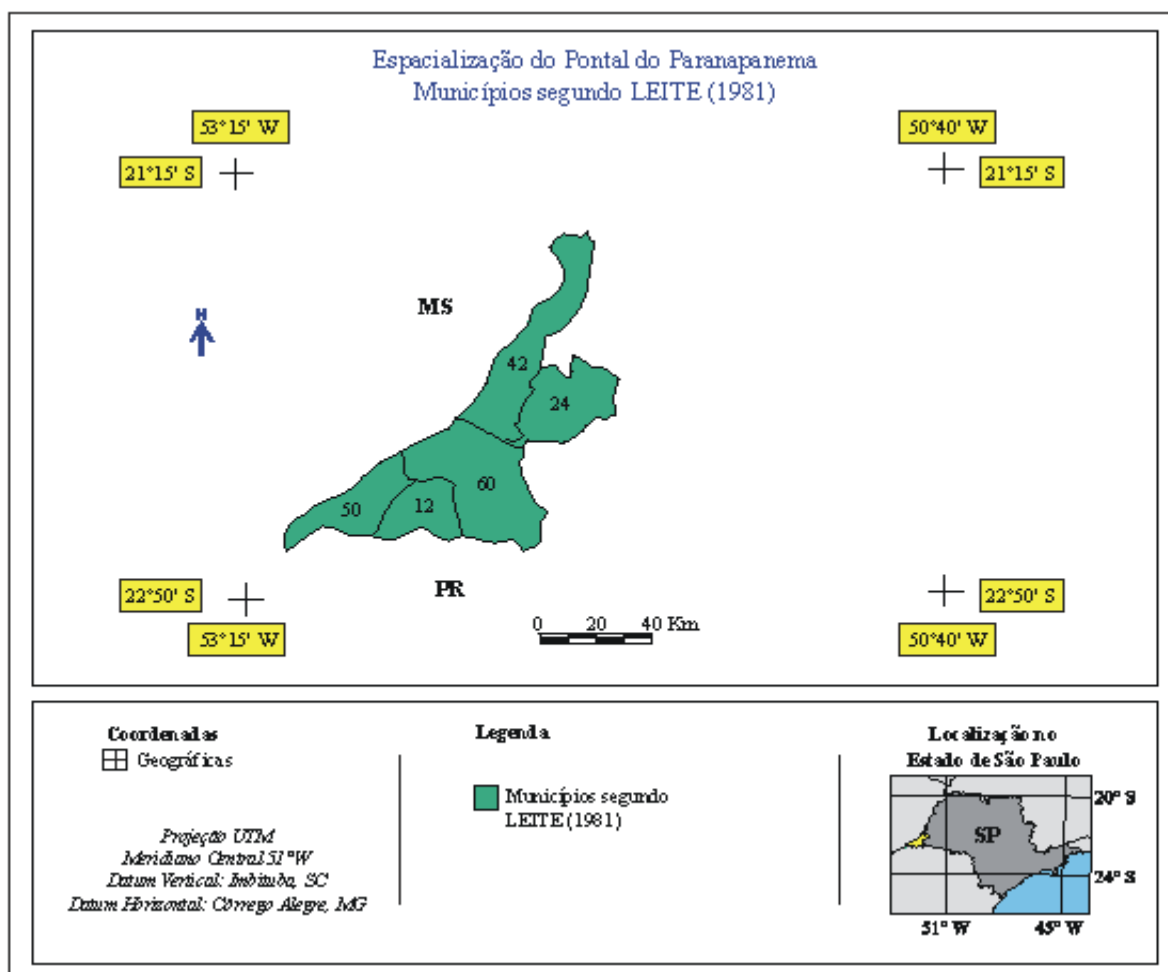 Espacialização do Pontal do Paranapanema
Municípios segundo LEITE (1981)
53°15' W
50°40' W
21°15' S
21°15' S
N
MS
42
24
60
50
12
PR
22°50' S
22°50' S
53°15' W
50°40' W
0 20 40 Km
Coordenadas
Geográficas
Projeção UTM
Meridiano Central 51°W
Datum Vertical: Imbituba, SC
Datum Horizontal: Córrego Alegre, MG
Legenda
Municípios segundo
LEITE (1981)
Localização no
Estado de São Paulo
SP
20° S
24° S
51° W
45° W